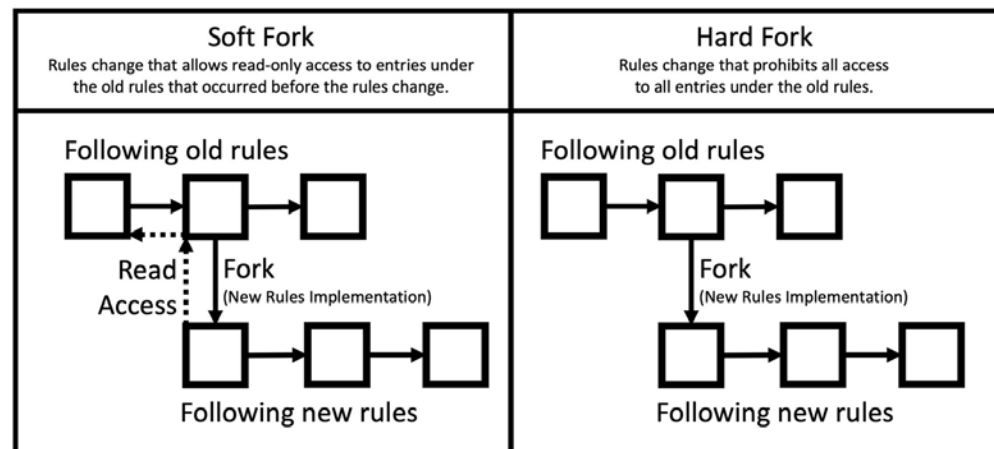 Soft Fork
Rules change that allows read-only access to entries under
the old rules that occurred before the rules change.
Hard Fork
Rules change that prohibits all access
to all entries under the old rules.
Following old rules
Read
Access
Fork
(New Rules Implementation)
Following new rules
Following old rules
Fork
(New Rules Implementation)
Following new rules